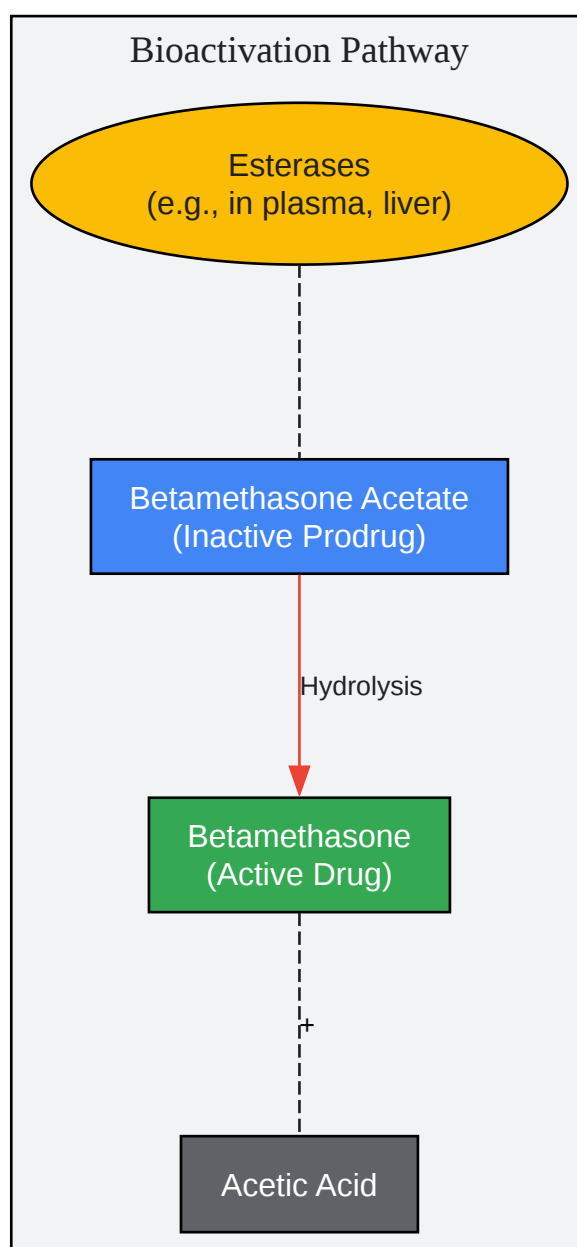 Bioactivation Pathway
Esterases
(e.g., in plasma, liver)
Betamethasone Acetate
(Inactive Prodrug)
Hydrolysis
Betamethasone
(Active Drug)
+
Acetic Acid